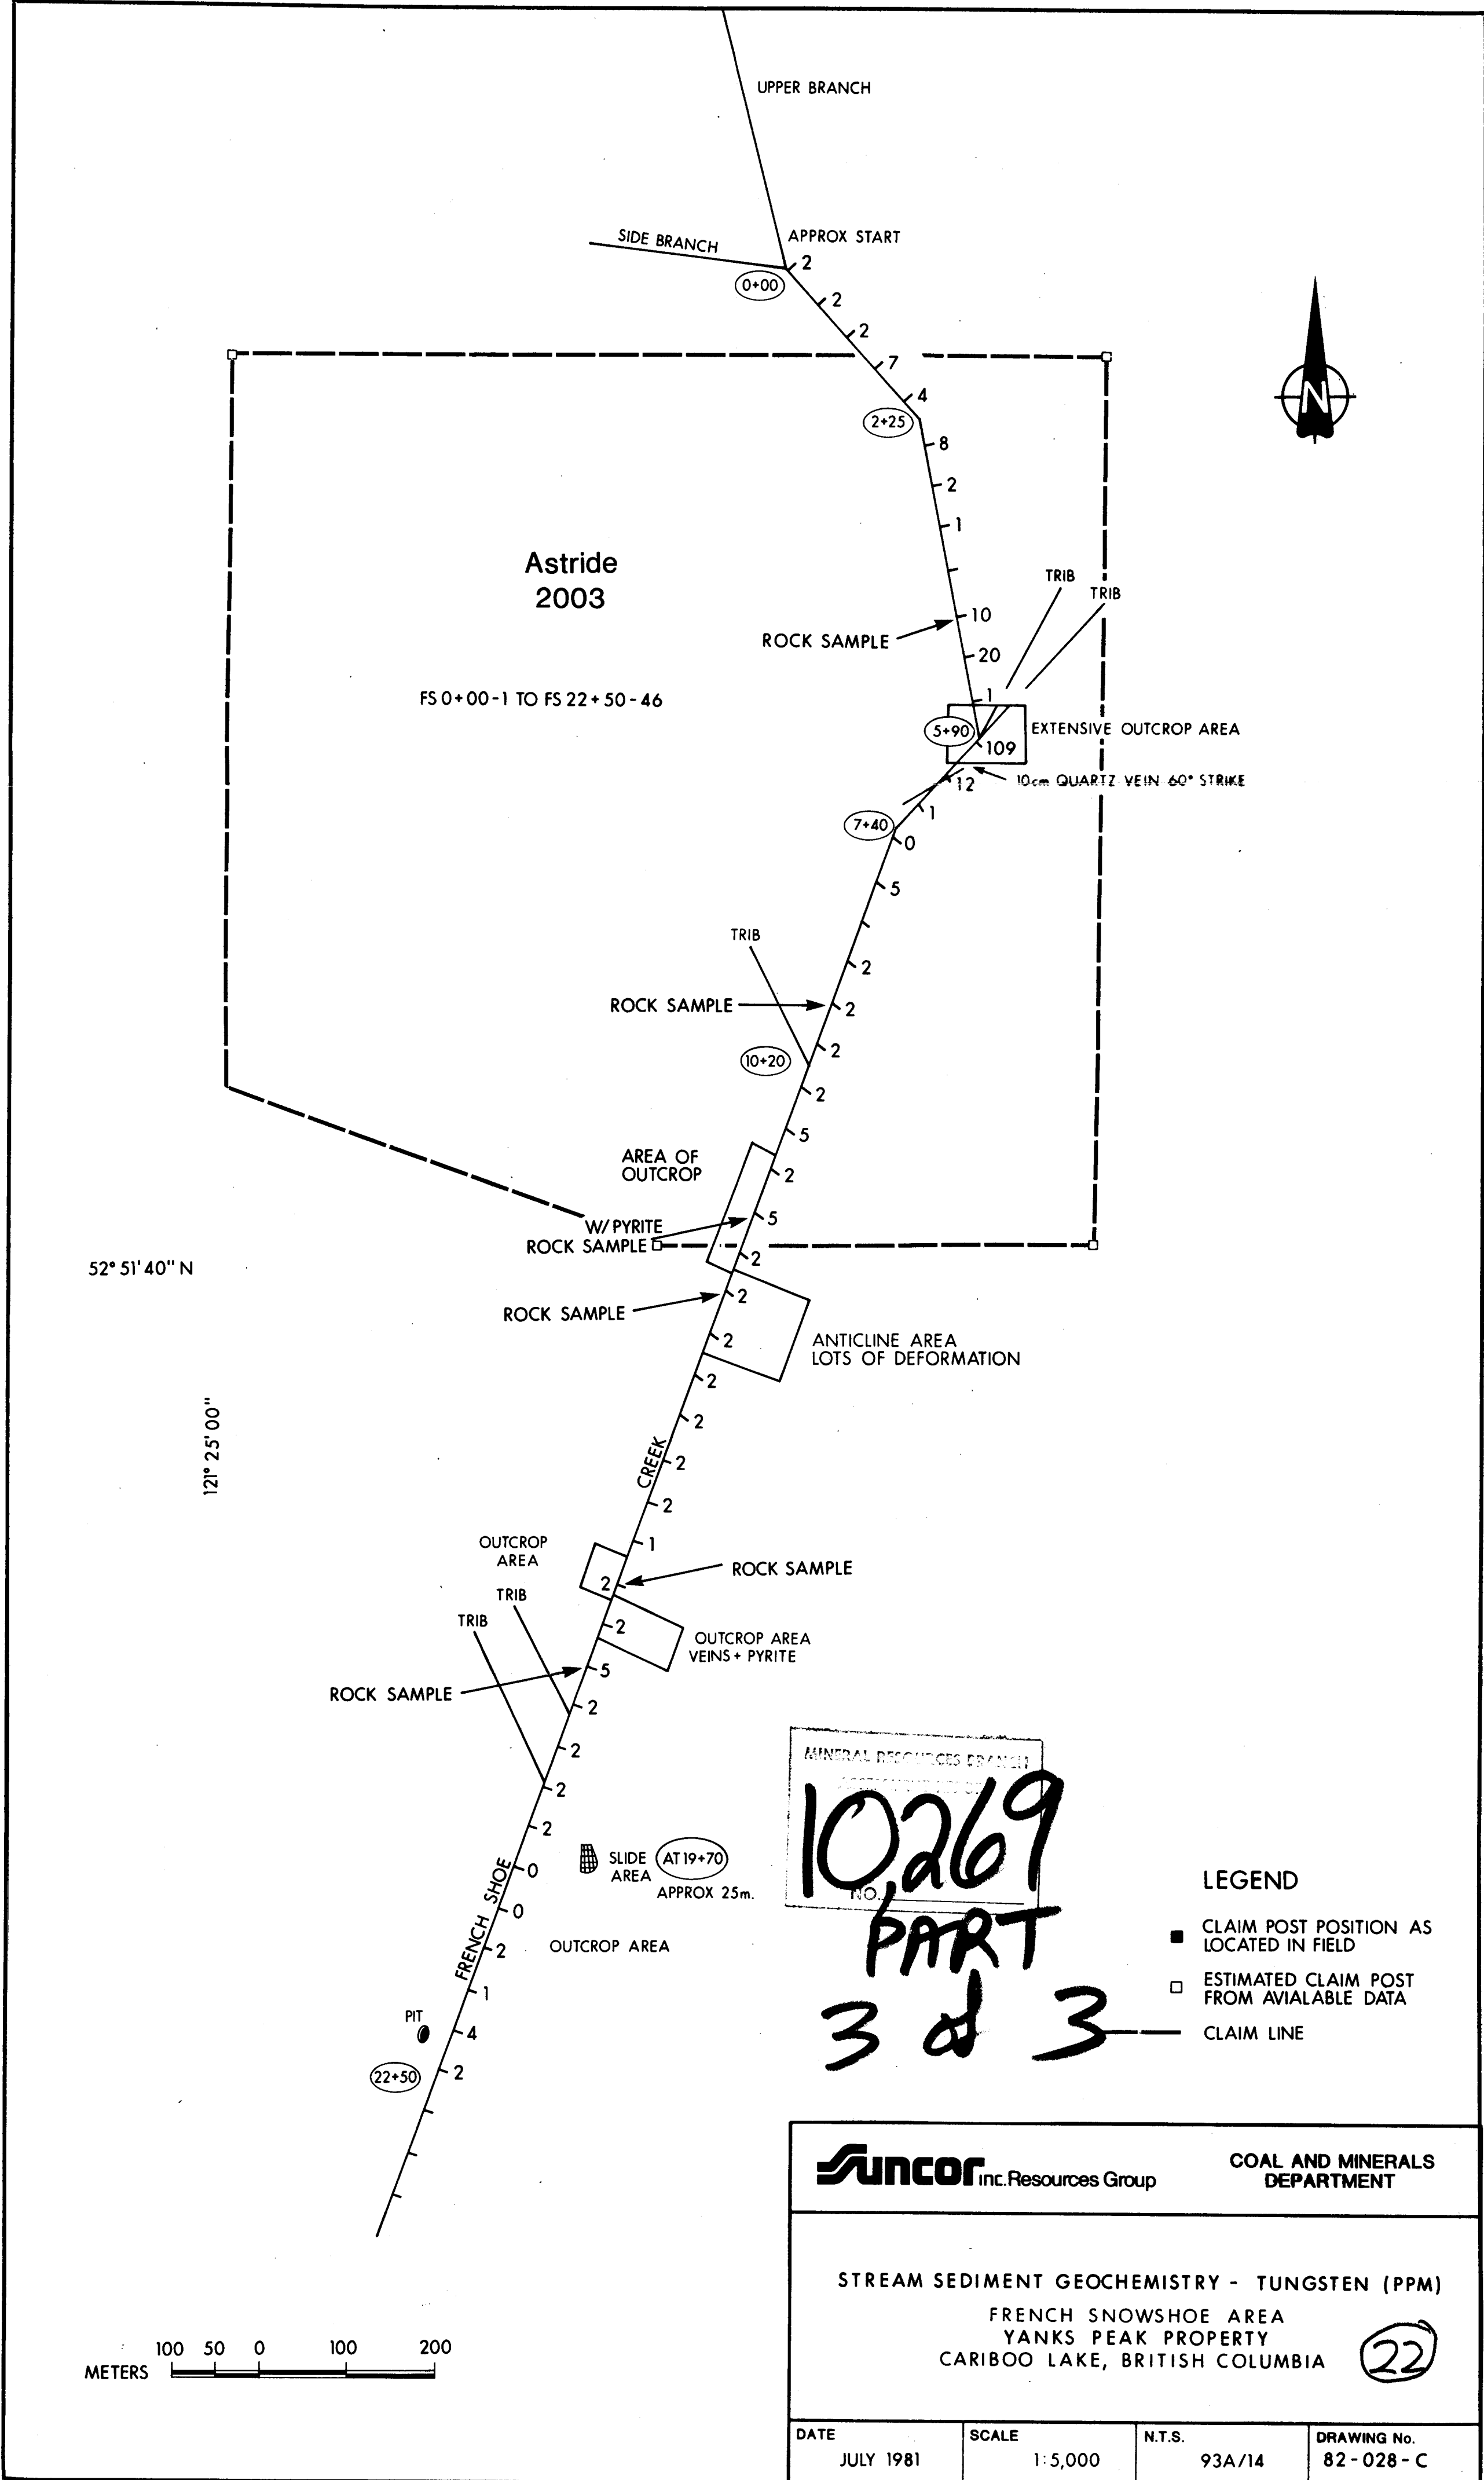 UPPER BRANCH
SIDE BRANCH
APPROX START
2
0+00
2
2
7
4
2+25
8
2
1
Astride
2003
TRIB
TRIB
10
ROCK SAMPLE
20
FS 0+00-1 TO FS 22+50-46
1
5+90
EXTENSIVE OUTCROP AREA
109
12
10cm QUARTZ VEIN 60° STRIKE
1
7+40
0
5
TRIB
2
ROCK SAMPLE
2
2
10+20
2
5
AREA OF
OUTCROP
2
5
W/PYRITE
ROCK SAMPLE
2
52° 51' 40" N
2
ROCK SAMPLE
2
ANTICLINE AREA
LOTS OF DEFORMATION
2
121° 25' 00"
2
CREEK
2
2
1
OUTCROP
AREA
ROCK SAMPLE
2
TRIB
TRIB
2
OUTCROP AREA
VEINS + PYRITE
5
ROCK SAMPLE
2
2
2
2
SLIDE
AREA
AT 19+70
APPROX 25m.
0
FRENCH SHOE
0
2
OUTCROP AREA
1
PIT
4
2
22+50
N
MINERAL RESOURCES BRANCH
10,269
NO.
PART
3 of 3
LEGEND
CLAIM POST POSITION AS
LOCATED IN FIELD
ESTIMATED CLAIM POST
FROM AVIALABLE DATA
CLAIM LINE
100 50 0 100 200
METERS
Suncor Inc. Resources Group
COAL AND MINERALS
DEPARTMENT
STREAM SEDIMENT GEOCHEMISTRY - TUNGSTEN (PPM)
FRENCH SNOWSHOE AREA
YANKS PEAK PROPERTY
CARIBOO LAKE, BRITISH COLUMBIA
22
DATE
JULY 1981
SCALE
1:5,000
N.T.S.
93A/14
DRAWING No.
82-028-C